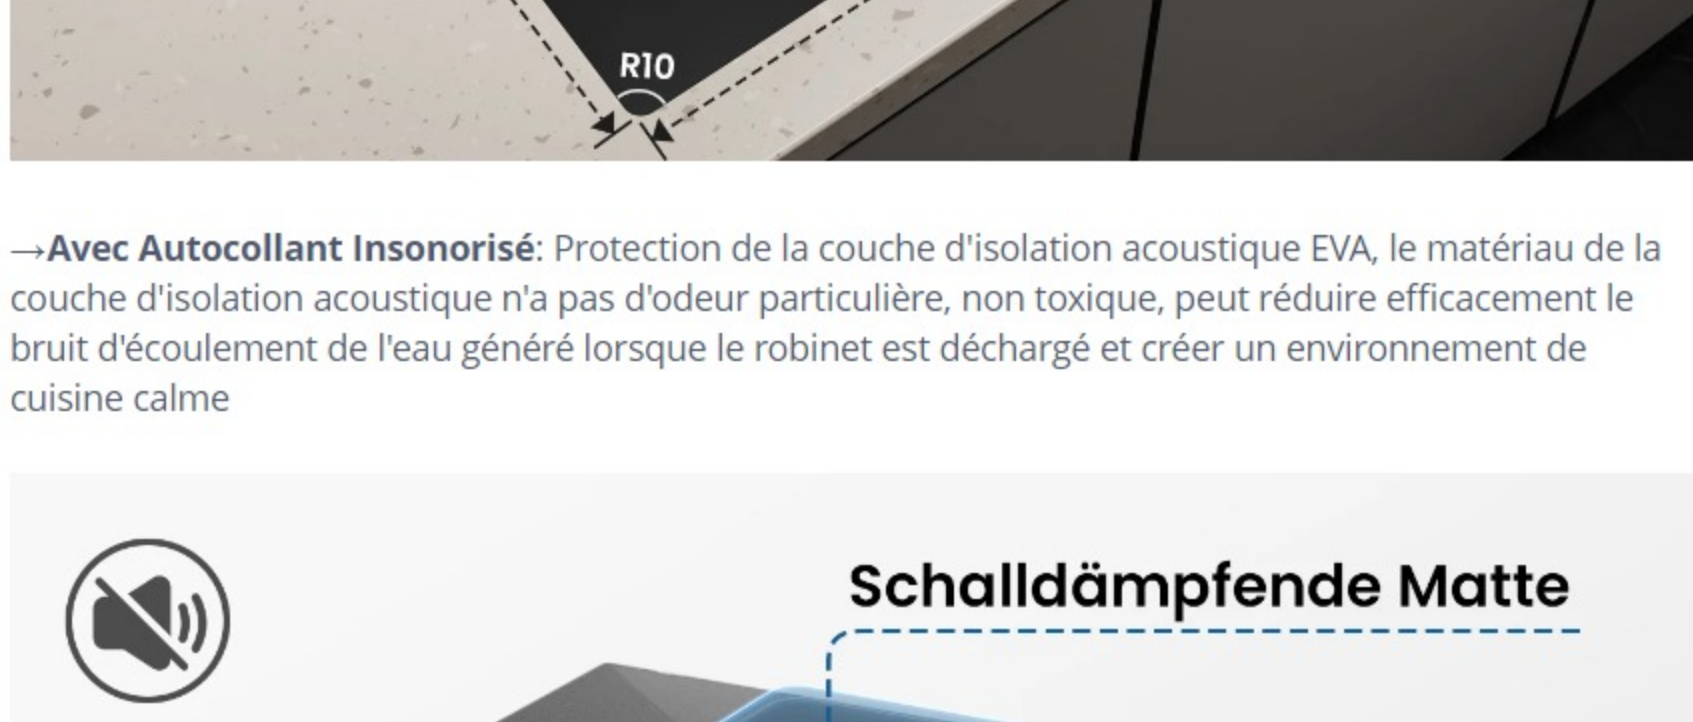 R10
→Avec Autocollant Insonorisé: Protection de la couche d'isolation acoustique EVA, le matériau de la
couche d'isolation acoustique n'a pas d'odeur particulière, non toxique, peut réduire efficacement le
bruit d'écoulement de l'eau généré lorsque le robinet est déchargé et créer un environnement de
cuisine calme
Schalldämpfende Matte